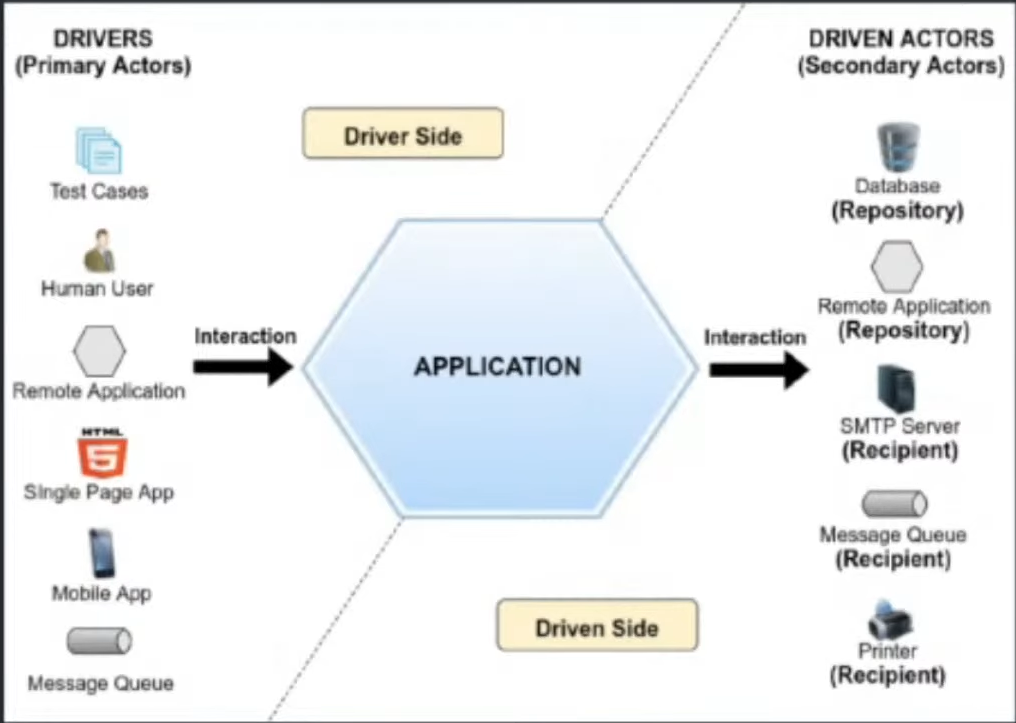 DRIVERS
(Primary Actors)
Test Cases
Human User
Remote Application
HTML
5
Single Page App
Mobile App
Message Queue
Driver Side
Interaction
APPLICATION
Interaction
Driven Side
DRIVEN ACTORS
(Secondary Actors)
Database
(Repository)
Remote Application
(Repository)
SMTP Server
(Recipient)
Message Queue
(Recipient)
Printer
(Recipient)